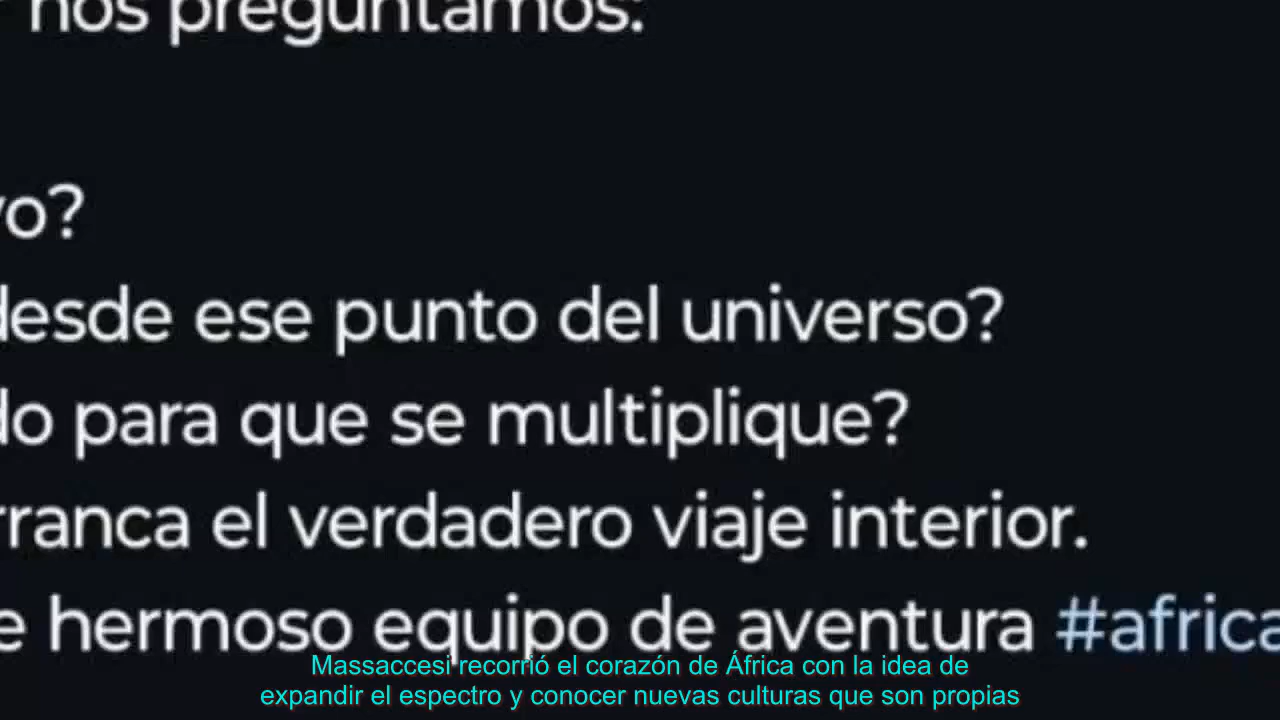 nos preguntamos:
yo?
desde ese punto del universo?
do para que se multiplique?
rranca el verdadero viaje interior.
e hermoso equipo de aventura #africa
Massaccesi recorrió el corazón de África con la idea de
expandir el espectro y conocer nuevas culturas que son propias